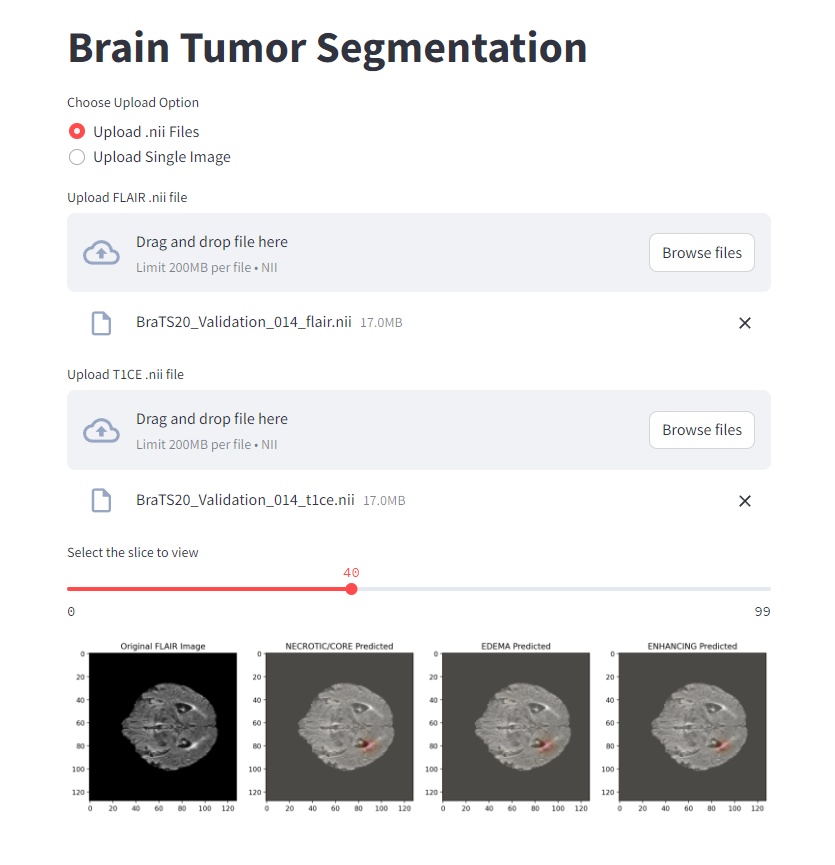 Brain Tumor Segmentation
Choose Upload Option
Upload .nii Files
Upload Single Image
Upload FLAIR .nii file
Drag and drop file here
Limit 200MB per file • NII
Browse files
BraTS20_Validation_014_flair.nii 17.0MB
Upload T1CE .nii file
Drag and drop file here
Limit 200MB per file • NII
Browse files
BraTS20_Validation_014_t1ce.nii 17.0MB
Select the slice to view
40
0 99
Original FLAIR Image NECROTIC/CORE Predicted EDEMA Predicted ENHANCING Predicted
0 0 0 0
20 20 20 20
40 40 40 40
60 60 60 60
80 80 80 80
100 100 100 100
120 120 120 120
0 20 40 60 80 100 120 0 20 40 60 80 100 120 0 20 40 60 80 100 120 0 20 40 60 80 100 120